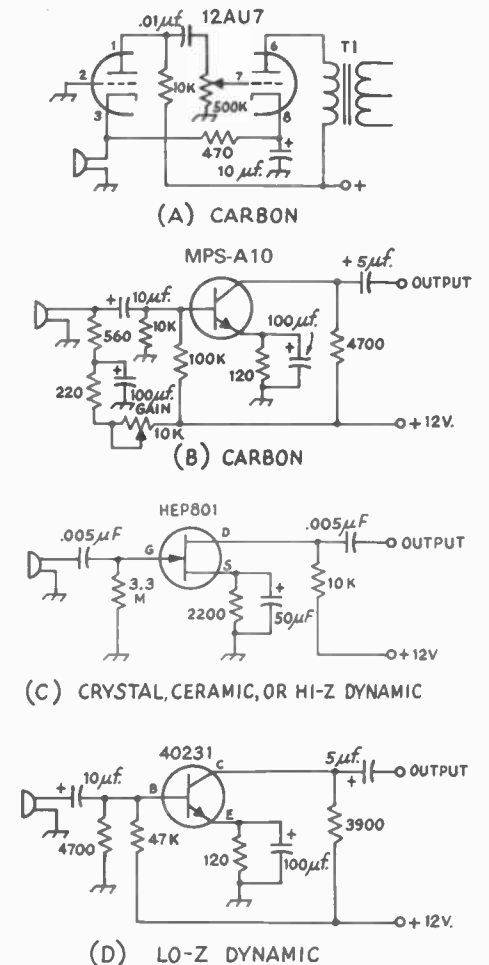 12AU7
.01µf.
1
6
T1
2
10K
7
500K
3
8
470
+
10 µf.
+
(A) CARBON
MPS-A10
+ 5µf.
+ 10µf.
OUTPUT
560
10K
100µf.
+
100K
120
4700
220
+
100µf.
GAIN
10K
+ 12V.
(B) CARBON
HEP801
.005µF
D
.005µF
G
OUTPUT
S
3.3
M
+
10K
2200
50µF
+12V
(C) CRYSTAL, CERAMIC, OR HI-Z DYNAMIC
40231
C
5µf.
+
OUTPUT
+ 10µf.
B
E
+
4700
47K
120
100µf.
3900
+12V.
(D) LO-Z DYNAMIC